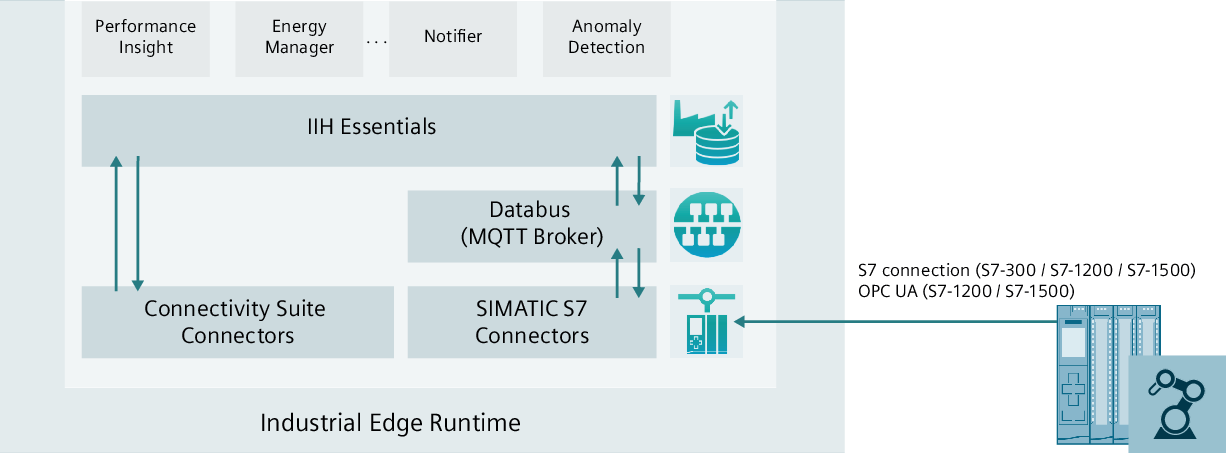 Performance
Insight
Energy
Manager
...
Notifier
Anomaly
Detection
IIH Essentials
Databus
(MQTT Broker)
S7 connection (S7-300 / S7-1200 / S7-1500)
OPC UA (S7-1200 / S7-1500)
Connectivity Suite
Connectors
SIMATIC S7
Connectors
Industrial Edge Runtime